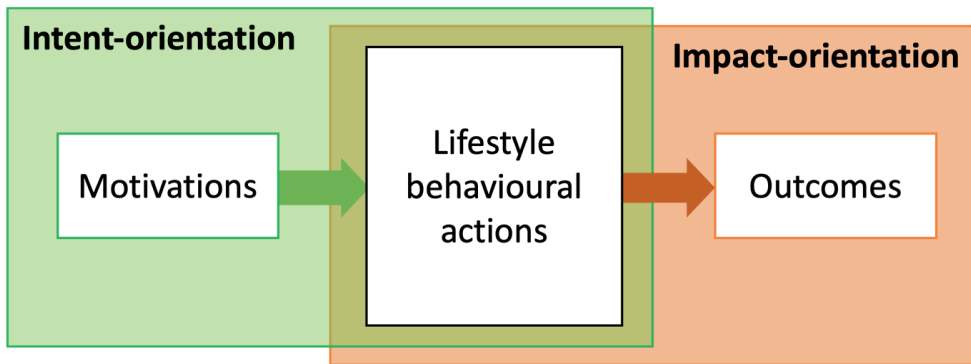 Intent-orientation
Impact-orientation
Motivations
Lifestyle
behavioural
actions
Outcomes